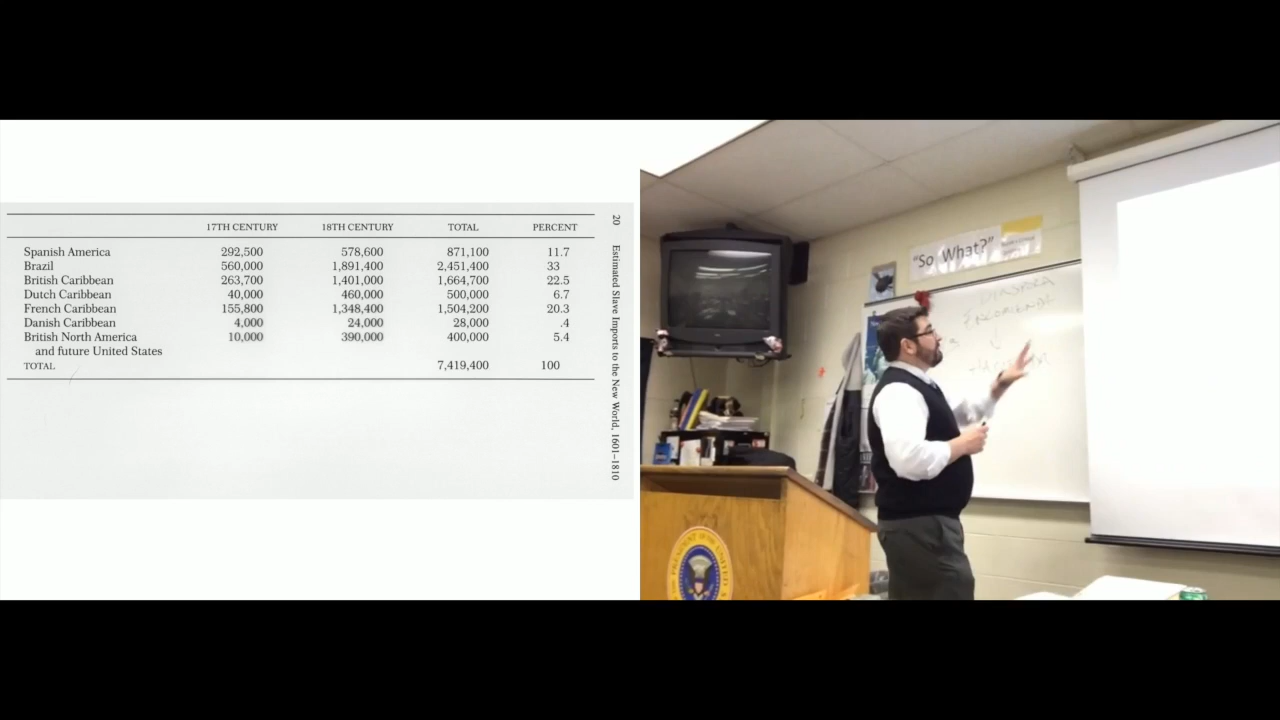 17TH CENTURY 18TH CENTURY TOTAL PERCENT
Spanish America 292,500 578,600 871,100 11.7
Brazil 560,000 1,891,400 2,451,400 33
British Caribbean 263,700 1,401,000 1,664,700 22.5
Dutch Caribbean 40,000 460,000 500,000 6.7
French Caribbean 155,800 1,348,400 1,504,200 20.3
Danish Caribbean 4,000 24,000 28,000 .4
British North America 10,000 390,000 400,000 5.4
and future United States
TOTAL 7,419,400 100
20 Estimated Slave Imports to the New World, 1601–1810
"So What?"
DIASPORA